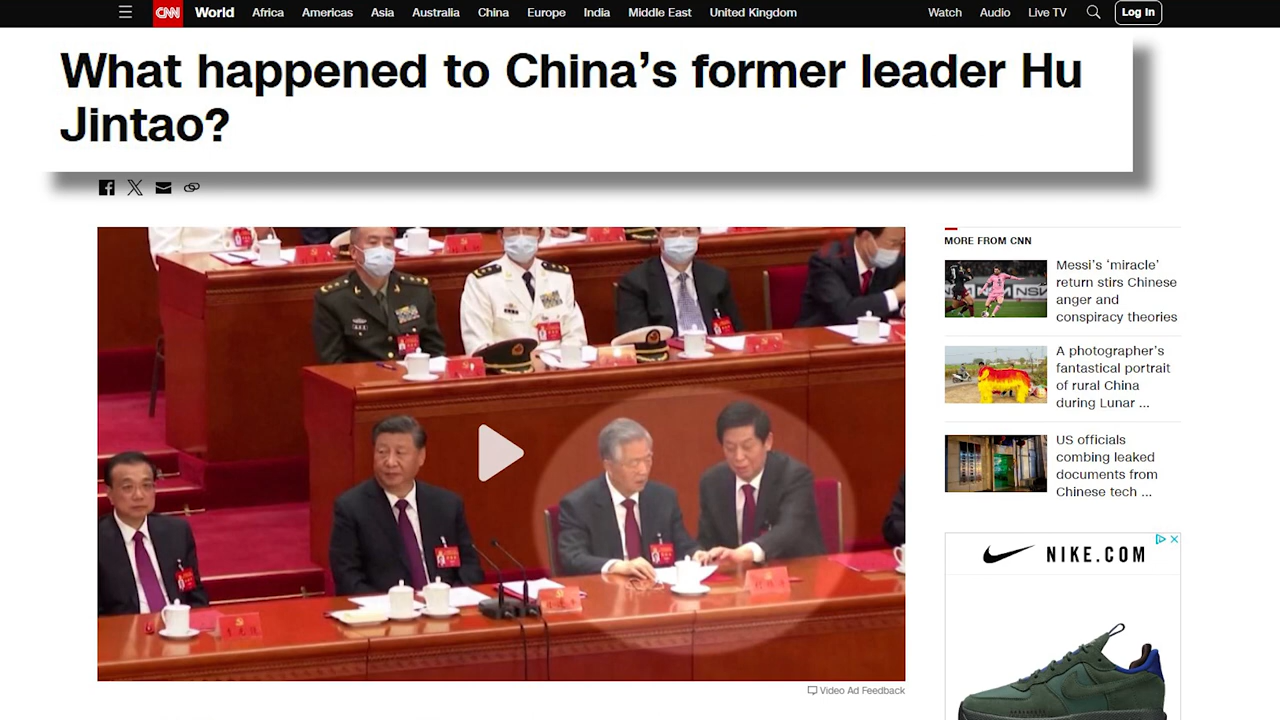 CNN World Africa Americas Asia Australia China Europe India Middle East United Kingdom Watch Audio Live TV Log In
What happened to China's former leader Hu
Jintao?
Video Ad Feedback
MORE FROM CNN
Messi's 'miracle'
return stirs Chinese
anger and
conspiracy theories
A photographer's
fantastical portrait
of rural China
during Lunar ...
US officials
combing leaked
documents from
Chinese tech ...
NIKE.COM